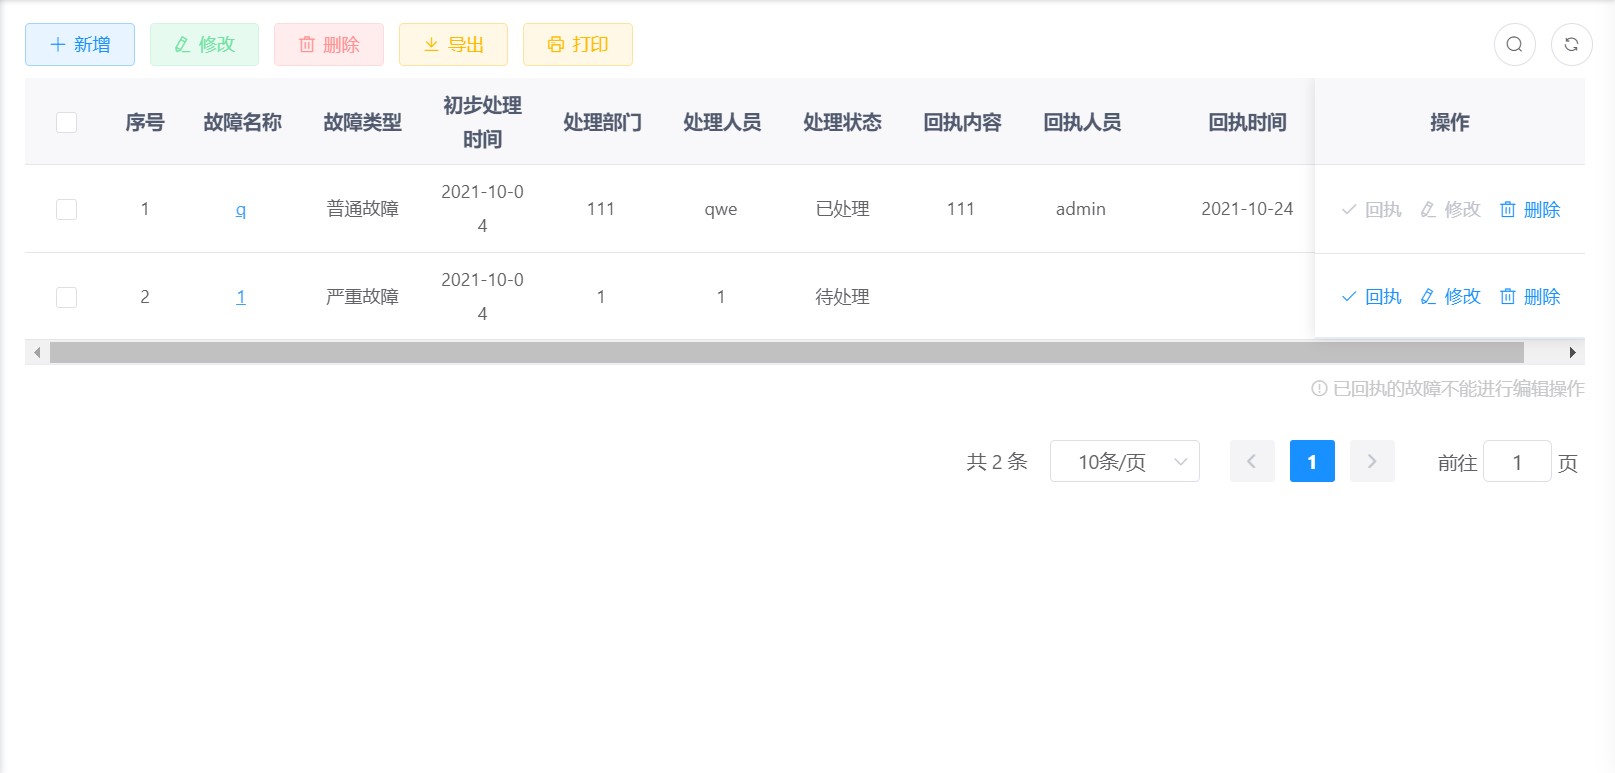 新增 修改 删除 导出 打印
序号 故障名称 故障类型 初步处理 处理部门 处理人员 处理状态 回执内容 回执人员 回执时间 操作
时间
1 q 普通故障 2021-10-0 111 qwe 已处理 111 admin 2021-10-24 回执 修改 删除
4
2 1 严重故障 2021-10-0 1 1 待处理 回执 修改 删除
4
已回执的故障不能进行编辑操作
共 2 条 10条/页 1 前往 1 页